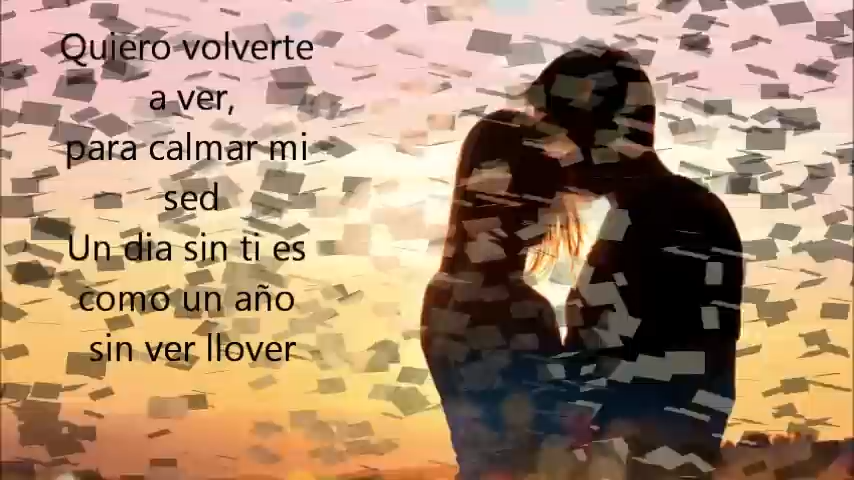 Quiero volverte
a ver,
para calmar mi
sed
Un dia sin ti es
como un año
sin ver llover